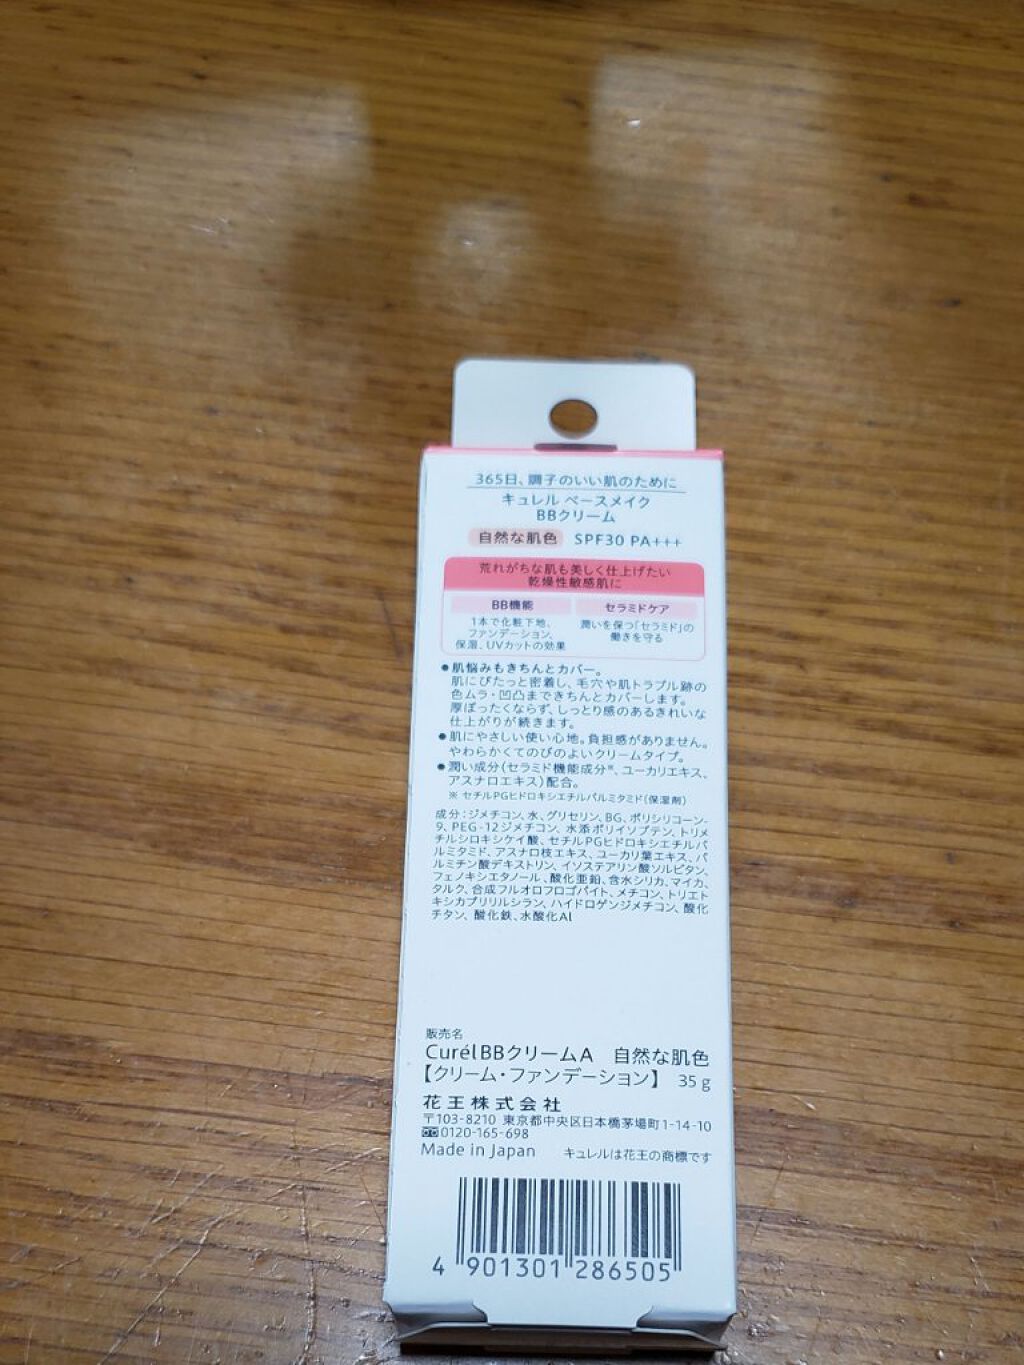 365日、調子のいい肌のために
キュレル ベースメイク
BBクリーム
自然な肌色 SPF30 PA+++
荒れがちな肌も美しく仕上げたい
乾燥性敏感肌に
BB機能
1本で化粧下地、
ファンデーション、
保湿、UVカットの効果
セラミドケア
潤いを保つ「セラミド」の
働きを守る
●肌悩みもきちんとカバー。
肌にぴたっと密着し、毛穴や肌トラブル跡の
色ムラ・凹凸まできちんとカバーします。
厚ぼったくならず、しっとり感のあるきれいな
仕上がりが続きます。
●肌にやさしい使い心地。負担感がありません。
やわらかくてのびのよいクリームタイプ。
●潤い成分(セラミド機能成分※、ユーカリエキス、
アスナロエキス)配合。
※ セチルPGヒドロキシエチルパルミタミド(保湿剤)
成分:ジメチコン、水、グリセリン、BG、ポリシリコーン-
9、PEG-12ジメチコン、水添ポリイソブテン、トリメ
チルシロキシケイ酸、セチルPGヒドロキシエチルパ
ルミタミド、アスナロ枝エキス、ユーカリ葉エキス、パ
ルミチン酸デキストリン、イソステアリン酸ソルビタン、
フェノキシエタノール、酸化亜鉛、含水シリカ、マイカ、
タルク、合成フルオロフロゴパイト、メチコン、トリエト
キシカプリリルシラン、ハイドロゲンジメチコン、酸化
チタン、酸化鉄、水酸化Al
販売名
CurélBBクリームA 自然な肌色
【クリーム・ファンデーション】 35g
花王株式会社
〒103-8210 東京都中央区日本橋茅場町1-14-10
0120-165-698
Made in Japan キュレルは花王の商標です
4 901301 286505